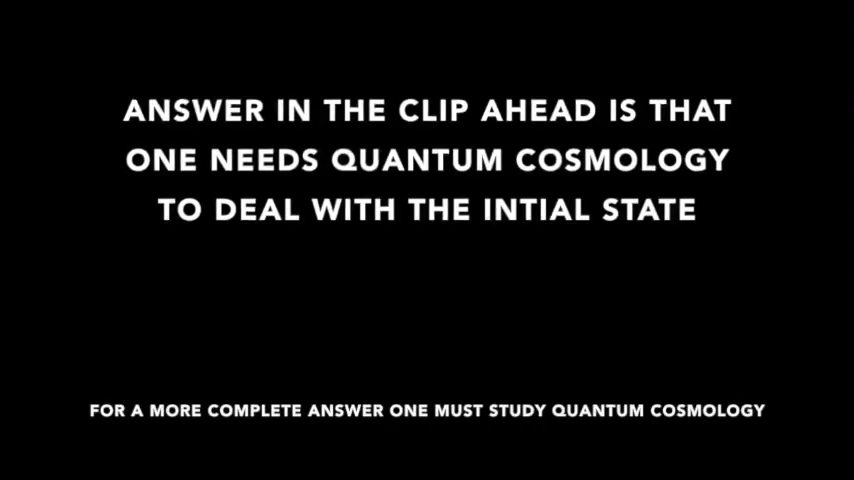 ANSWER IN THE CLIP AHEAD IS THAT
ONE NEEDS QUANTUM COSMOLOGY
TO DEAL WITH THE INTIAL STATE
FOR A MORE COMPLETE ANSWER ONE MUST STUDY QUANTUM COSMOLOGY